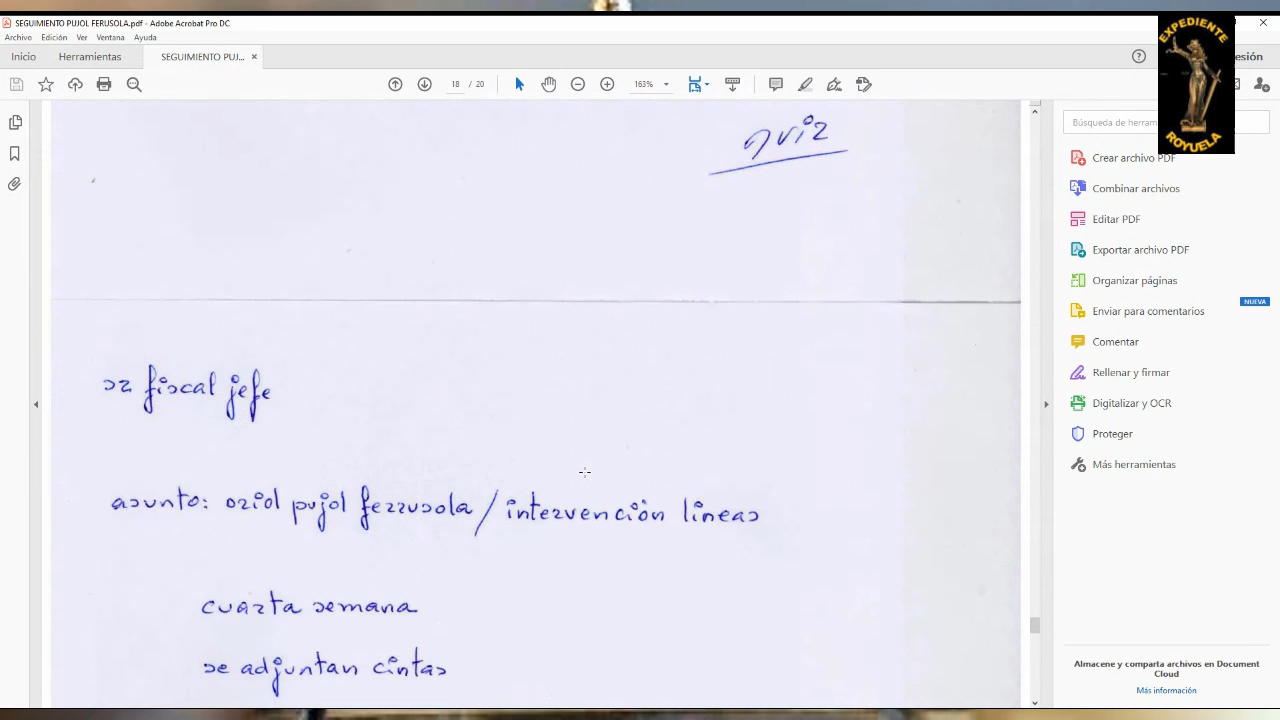 SEGUIMIENTO PUJOL FERUSOLA.pdf - Adobe Acrobat Pro DC
Archivo Edición Ver Ventana Ayuda
Inicio Herramientas SEGUIMIENTO PUJ... ×
18 / 20 163%
EXPEDIENTE
ROYUELA
esión
Búsqueda de herram
Crear archivo PDF
Combinar archivos
Editar PDF
Exportar archivo PDF
Organizar páginas
NUEVA
Enviar para comentarios
Comentar
Rellenar y firmar
Digitalizar y OCR
Proteger
Más herramientas
Almacene y comparta archivos en Document
Cloud
Más información
sr fiscal jefe
asunto: oriol pujol ferrusola / intervención lineas
cuarta semana
se adjuntan cintas